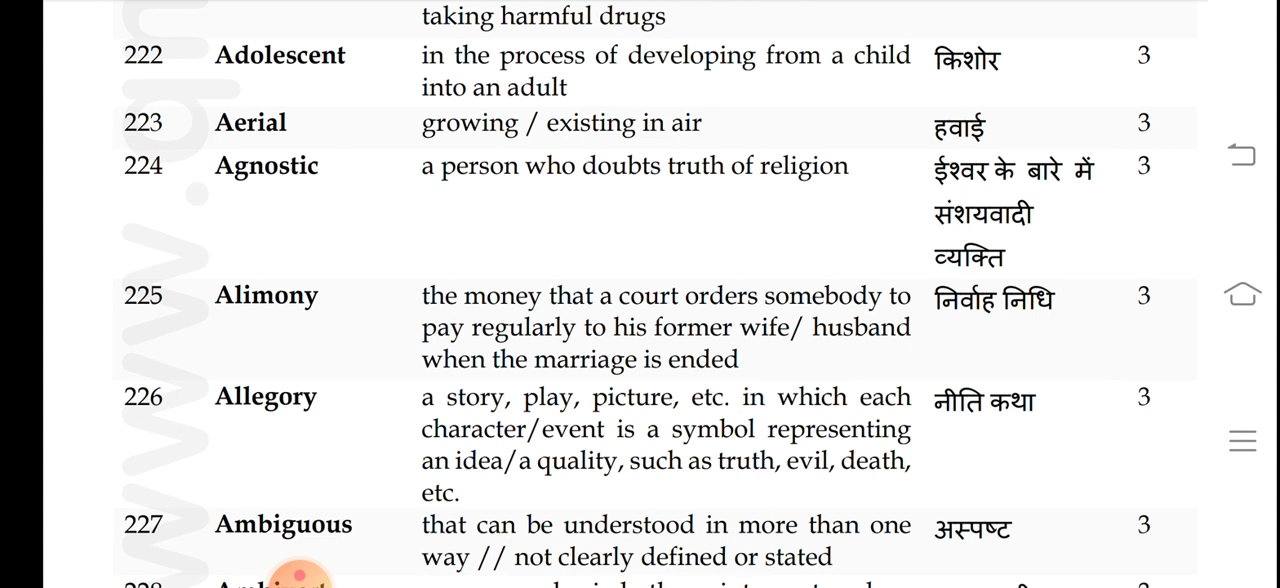 taking harmful drugs
222 Adolescent in the process of developing from a child किशोर 3
into an adult
223 Aerial growing / existing in air हवाई 3
224 Agnostic a person who doubts truth of religion ईश्वर के बारे में 3
संशयवादी
व्यक्ति
225 Alimony the money that a court orders somebody to निर्वाह निधि 3
pay regularly to his former wife/ husband
when the marriage is ended
226 Allegory a story, play, picture, etc. in which each नीति कथा 3
character/event is a symbol representing
an idea/a quality, such as truth, evil, death,
etc.
227 Ambiguous that can be understood in more than one अस्पष्ट 3
way // not clearly defined or stated
228
www.